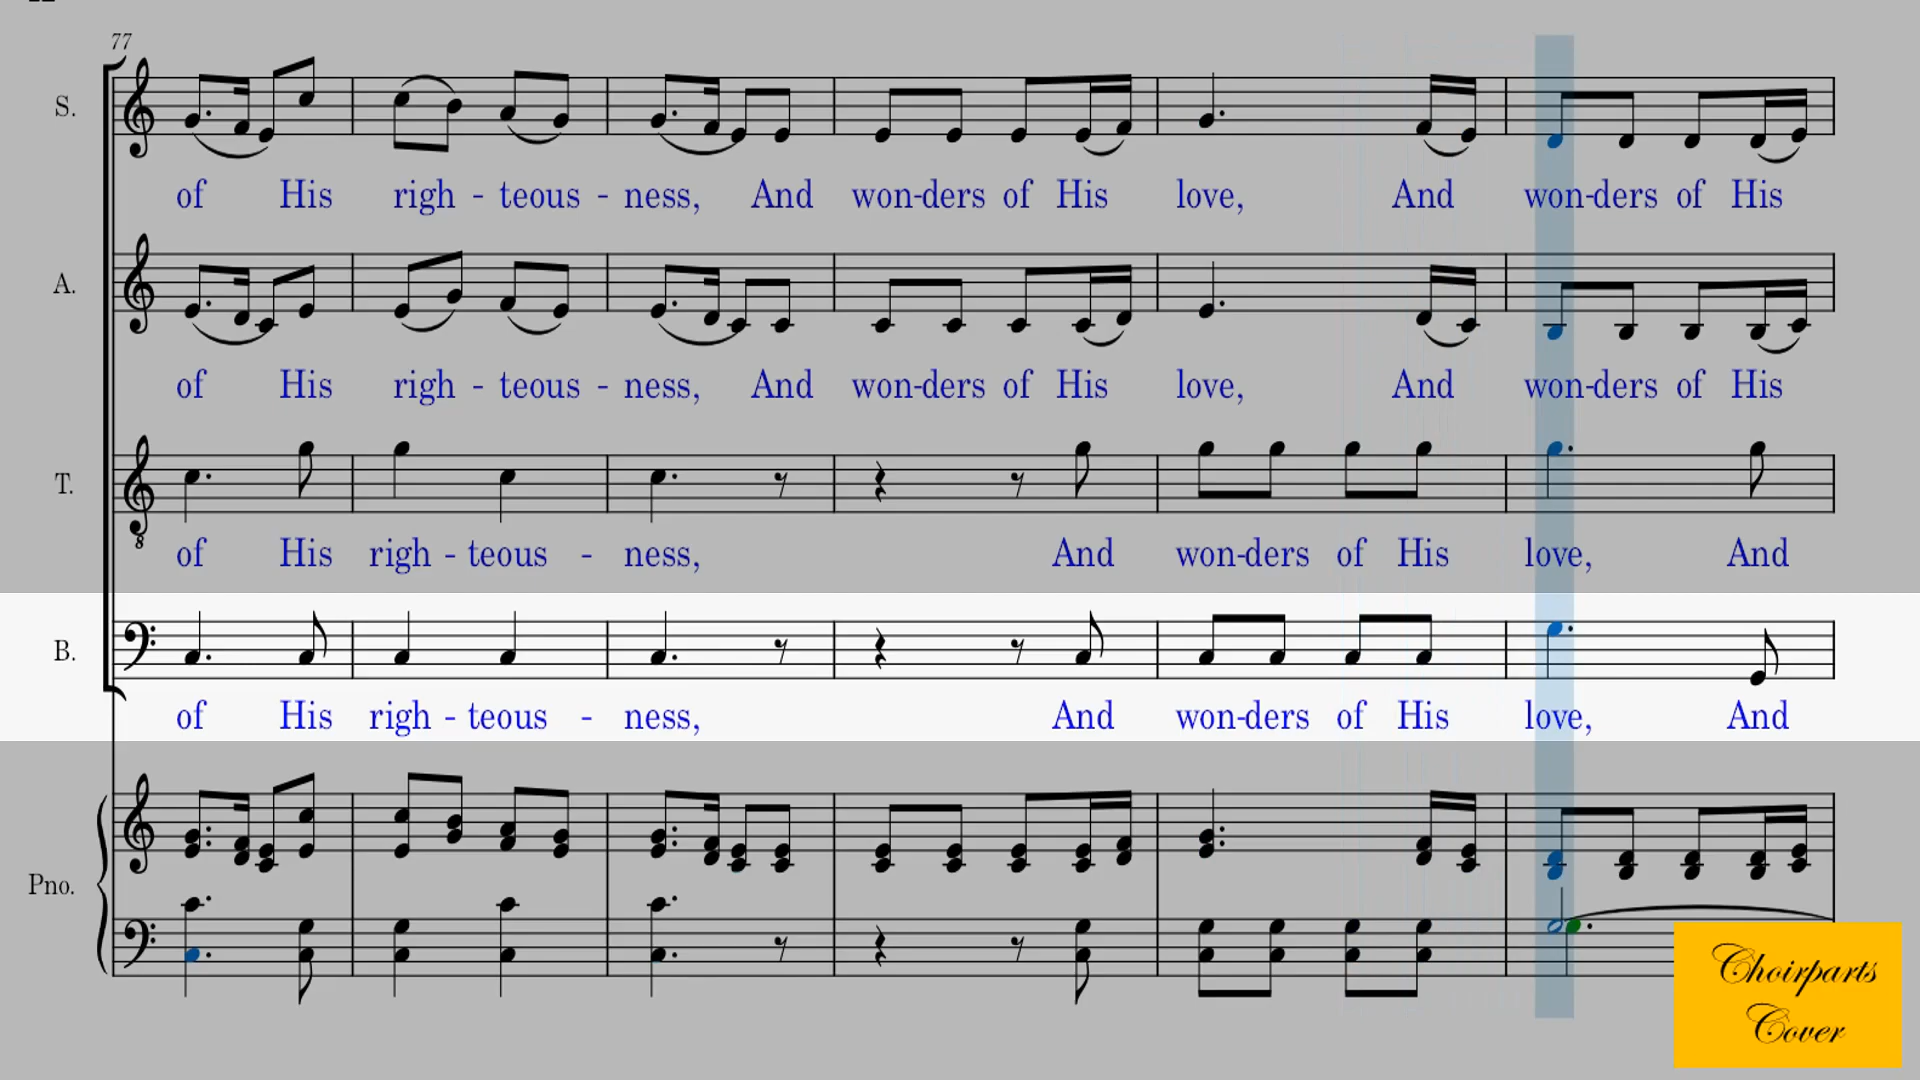 77
S.
of His righ - teous - ness, And won-ders of His love, And won-ders of His
A.
of His righ - teous - ness, And won-ders of His love, And won-ders of His
T.
8
of His righ - teous - ness, And won-ders of His love, And
B.
of His righ - teous - ness, And won-ders of His love, And
Pno.
Choirparts
Cover